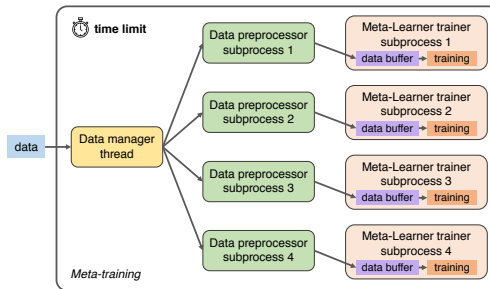 time limit
data
Data manager
thread
Data preprocessor
subprocess 1
Data preprocessor
subprocess 2
Data preprocessor
subprocess 3
Data preprocessor
subprocess 4
Meta-Learner trainer
subprocess 1
data buffer training
Meta-Learner trainer
subprocess 2
data buffer training
Meta-Learner trainer
subprocess 3
data buffer training
Meta-Learner trainer
subprocess 4
data buffer training
Meta-training